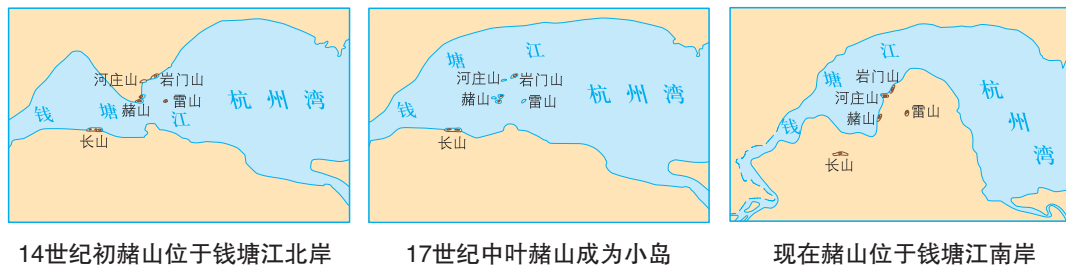 河庄山
岩门山
赭山
雷山
钱塘江
杭州湾
长山
14世纪初赭山位于钱塘江北岸
钱塘江
河庄山
岩门山
赭山
雷山
杭州湾
长山
17世纪中叶赭山成为小岛
钱塘江
岩门山
河庄山
赭山
雷山
杭州湾
长山
现在赭山位于钱塘江南岸